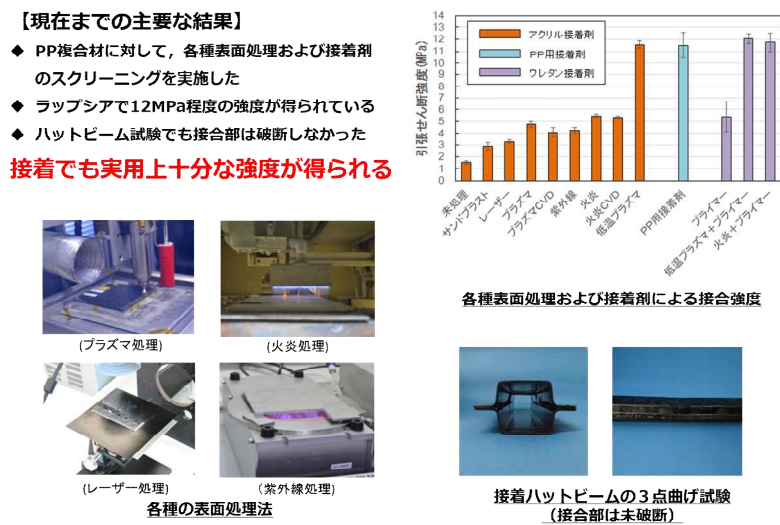 【現在までの主要な結果】
◆ PP複合材に対して，各種表面処理および接着剤
のスクリーニングを実施した
◆ ラップシアで12MPa程度の強度が得られている
◆ ハットビーム試験でも接合部は破断しなかった
接着でも実用上十分な強度が得られる
(プラズマ処理)
(火炎処理)
(レーザー処理)
（紫外線処理)
各種の表面処理法
引張せん断強度(MPa)
14
13
12
11
10
9
8
7
6
5
4
3
2
1
0
アクリル接着剤
PP用接着剤
ウレタン接着剤
未処理
サンドブラスト
レーザー
プラズマ
プラズマCVD
紫外線
火炎
火炎CVD
低温プラズマ
PP用接着剤
プライマー
低温プラズマ+プライマー
火炎+プライマー
各種表面処理および接着剤による接合強度
接着ハットビームの３点曲げ試験
（接合部は未破断）